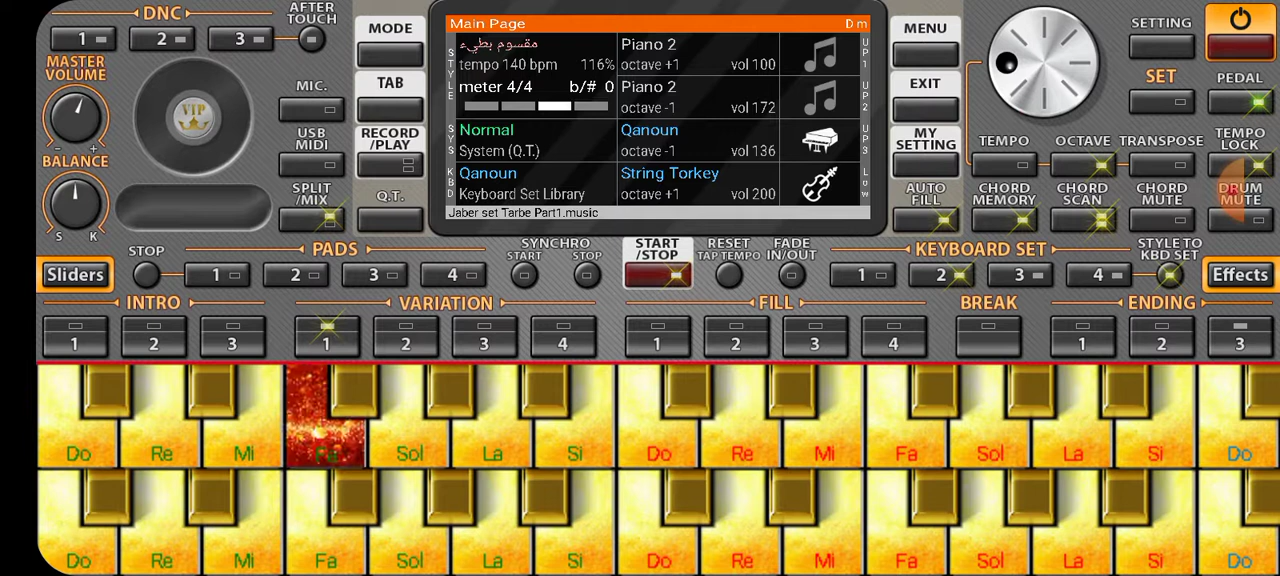 DNC
1 2 3
AFTER TOUCH
MASTER VOLUME
- +
BALANCE
S K
VIP
MIC.
USB MIDI
SPLIT /MIX
MODE
TAB
RECORD /PLAY
Q.T.
Main Page Dm
STYLE
مقسوم بطيء
tempo 140 bpm 116%
meter 4/4 b/# 0
SYS
Normal
System (Q.T.)
KBD
Qanoun
Keyboard Set Library
Piano 2
octave +1 vol 100
UP1
Piano 2
octave -1 vol 172
UP2
Qanoun
vol 136
UP3
String Torkey
octave +1 vol 200
Low
Jaber set Tarbe Part1.music
MENU
EXIT
MY SETTING
AUTO FILL
SETTING
SET
PEDAL
TEMPO OCTAVE TRANSPOSE TEMPO LOCK
CHORD MEMORY CHORD SCAN CHORD MUTE DRUM MUTE
R
Sliders
STOP
PADS
1 2 3 4
SYNCHRO
START STOP
START /STOP
RESET
TAP TEMPO
FADE IN/OUT
KEYBOARD SET
1 2 3 4
STYLE TO KBD SET
Effects
INTRO
1 2 3
VARIATION
1 2 3 4
FILL
1 2 3 4
BREAK
ENDING
1 2 3
Do Re Mi Fa Sol La Si Do Re Mi Fa Sol La Si Do
Do Re Mi Fa Sol La Si Do Re Mi Fa Sol La Si Do